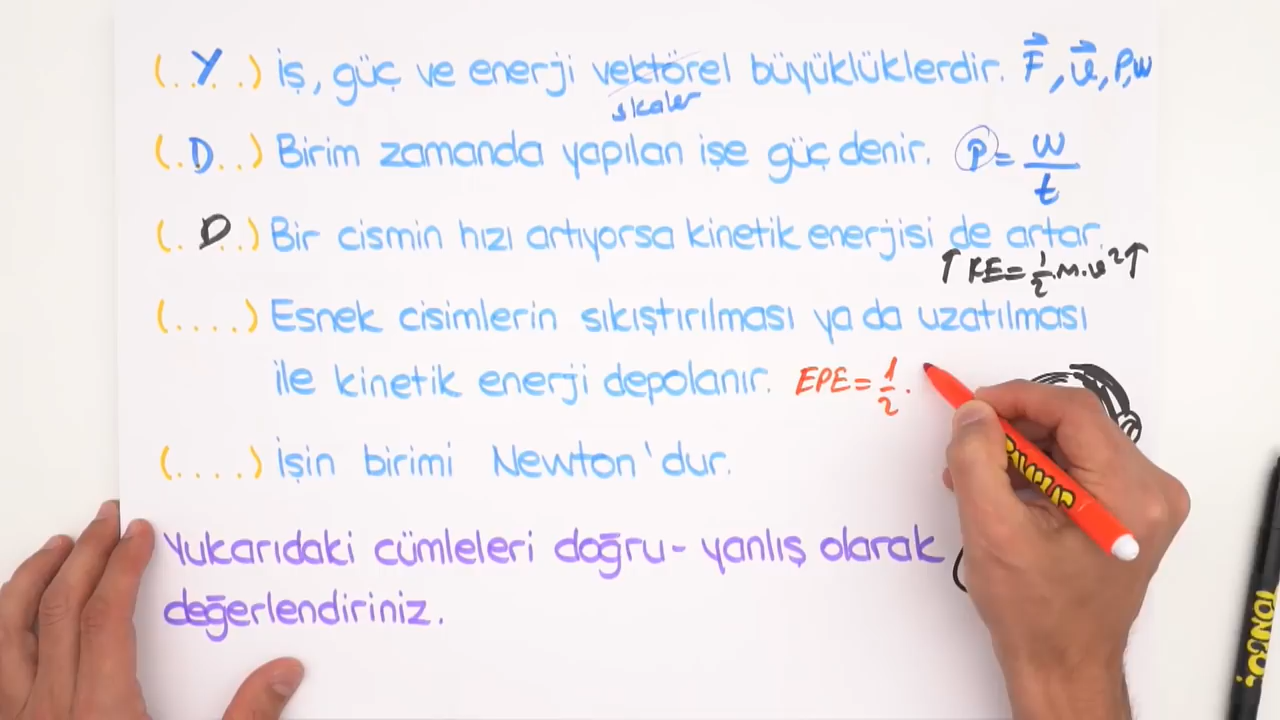 (. Y .) İş, güç ve enerji vektörel büyüklüklerdir. F, v, P, W
skaler
(. D . .) Birim zamanda yapılan işe güç denir. P = W/t
(. D . .) Bir cismin hızı artıyorsa kinetik enerjisi de artar.
↑ KE = 1/2 . m . v²↑
(. . . .) Esnek cisimlerin sıkıştırılması ya da uzatılması
ile kinetik enerji depolanır. EPE = 1/2 .
(. . . .) İşin birimi Newton'dur.
Yukarıdaki cümleleri doğru - yanlış olarak
değerlendiriniz.
TONGUÇ